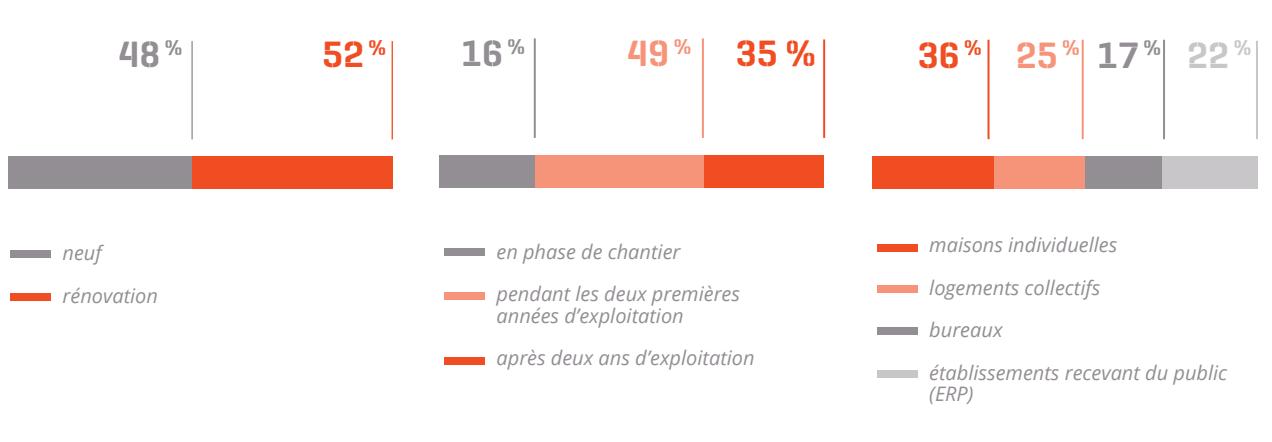 48 %
52 %
neuf
rénovation
16 %
49 %
35 %
en phase de chantier
pendant les deux premières
années d’exploitation
après deux ans d’exploitation
36 %
25 %
17 %
22 %
maisons individuelles
logements collectifs
bureaux
établissements recevant du public
(ERP)